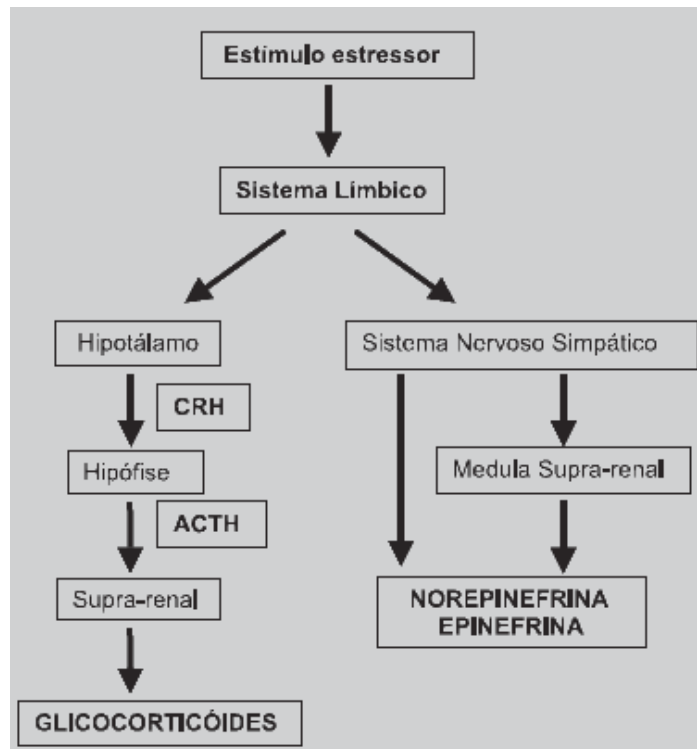 Estímulo estressor
Sistema Límbico
Hipotálamo
Sistema Nervoso Simpático
CRH
Hipófise
Medula Supra-renal
ACTH
Supra-renal
NOREPINEFRINA
EPINEFRINA
GLICOCORTICÓIDES